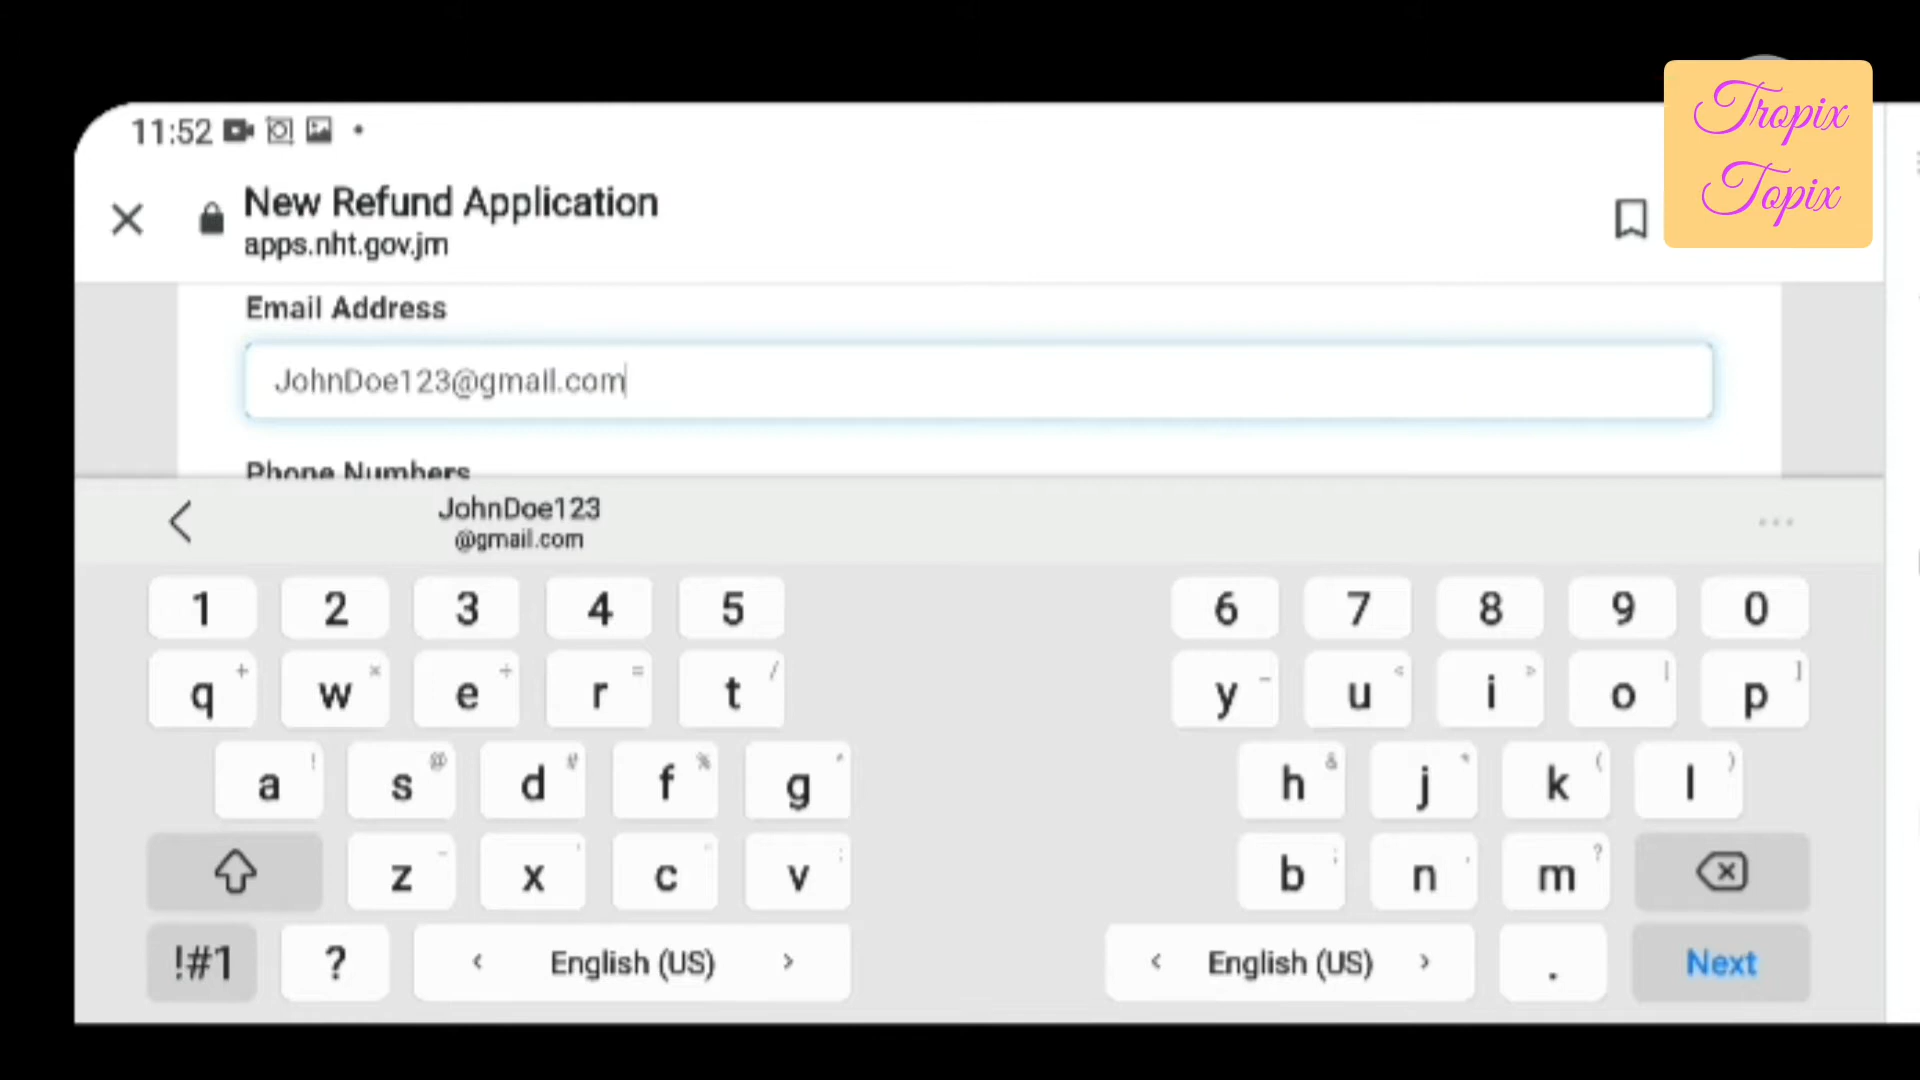 11:52
Tropix
Topix
New Refund Application
apps.nht.gov.jm
Email Address
JohnDoe123@gmail.com
Phone Numbers
JohnDoe123
@gmail.com
1 2 3 4 5 6 7 8 9 0
q + w × e ÷ r = t / y _ u < i > o [ p ]
a ! s @ d # f % g ^ h & j * k ( l )
z - x ' c " v : b ; n , m ?
!#1 ? < English (US) > < English (US) > . Next